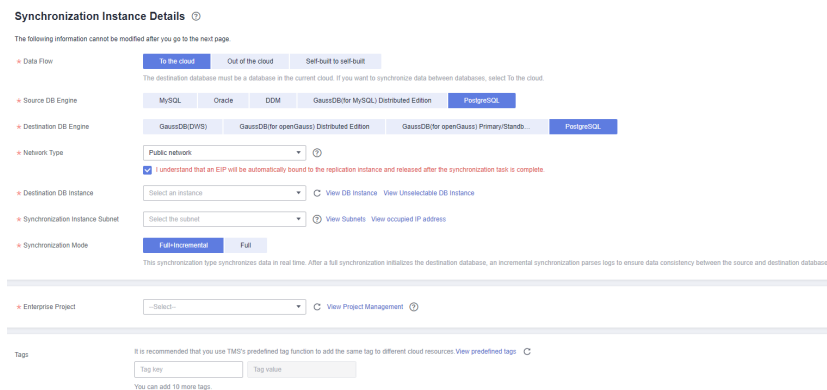 Synchronization Instance Details
The following information cannot be modified after you go to the next page.
* Data Flow To the cloud Out of the cloud Self-built to self-built
The destination database must be a database in the current cloud. If you want to synchronize data between databases, select To the cloud.
* Source DB Engine MySQL Oracle DDM GaussDB(for MySQL) Distributed Edition PostgreSQL
* Destination DB Engine GaussDB(DWS) GaussDB(for openGauss) Distributed Edition GaussDB(for openGauss) Primary/Standb... PostgreSQL
* Network Type Public network
I understand that an EIP will be automatically bound to the replication instance and released after the synchronization task is complete.
* Destination DB Instance Select an instance View DB Instance View Unselectable DB Instance
* Synchronization Instance Subnet Select the subnet View Subnets View occupied IP address
* Synchronization Mode Full+Incremental Full
This synchronization type synchronizes data in real time. After a full synchronization initializes the destination database, an incremental synchronization parses logs to ensure data consistency between the source and destination database
* Enterprise Project --Select-- View Project Management
Tags It is recommended that you use TMS's predefined tag function to add the same tag to different cloud resources. View predefined tags
Tag key Tag value
You can add 10 more tags.